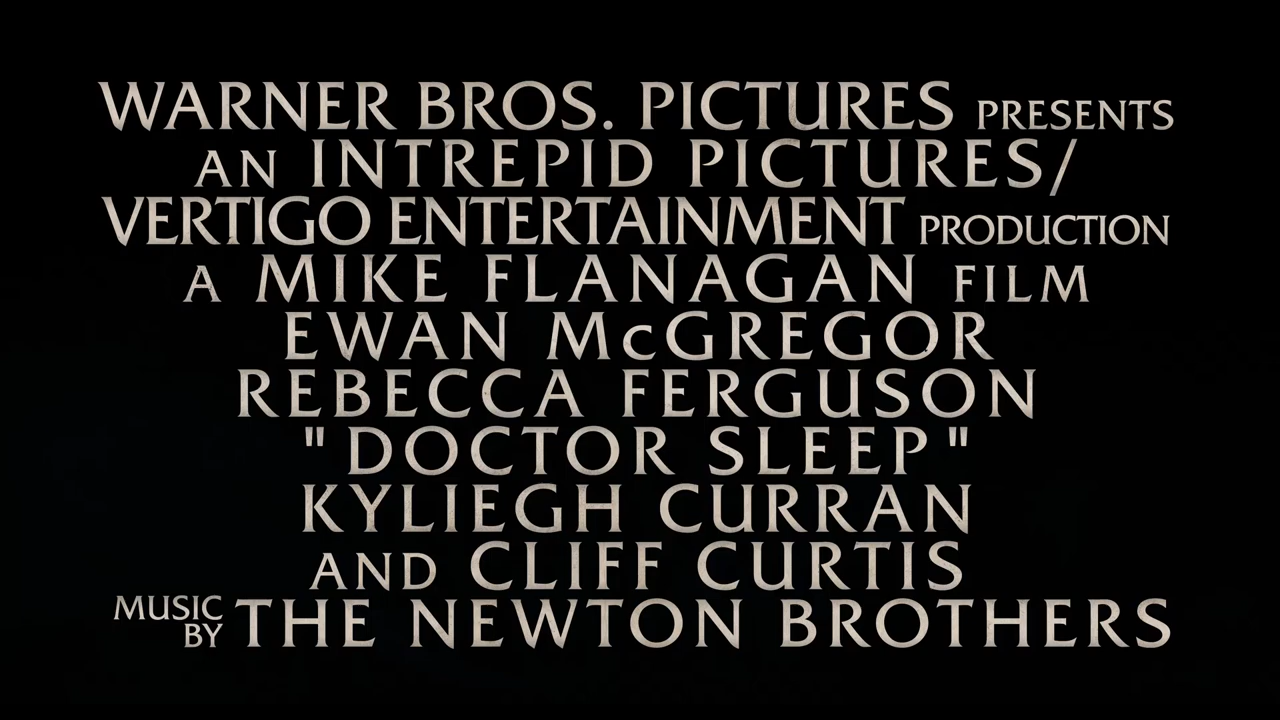 WARNER BROS. PICTURES PRESENTS
AN INTREPID PICTURES/
VERTIGO ENTERTAINMENT PRODUCTION
A MIKE FLANAGAN FILM
EWAN McGREGOR
REBECCA FERGUSON
"DOCTOR SLEEP"
KYLIEGH CURRAN
AND CLIFF CURTIS
MUSIC BY THE NEWTON BROTHERS